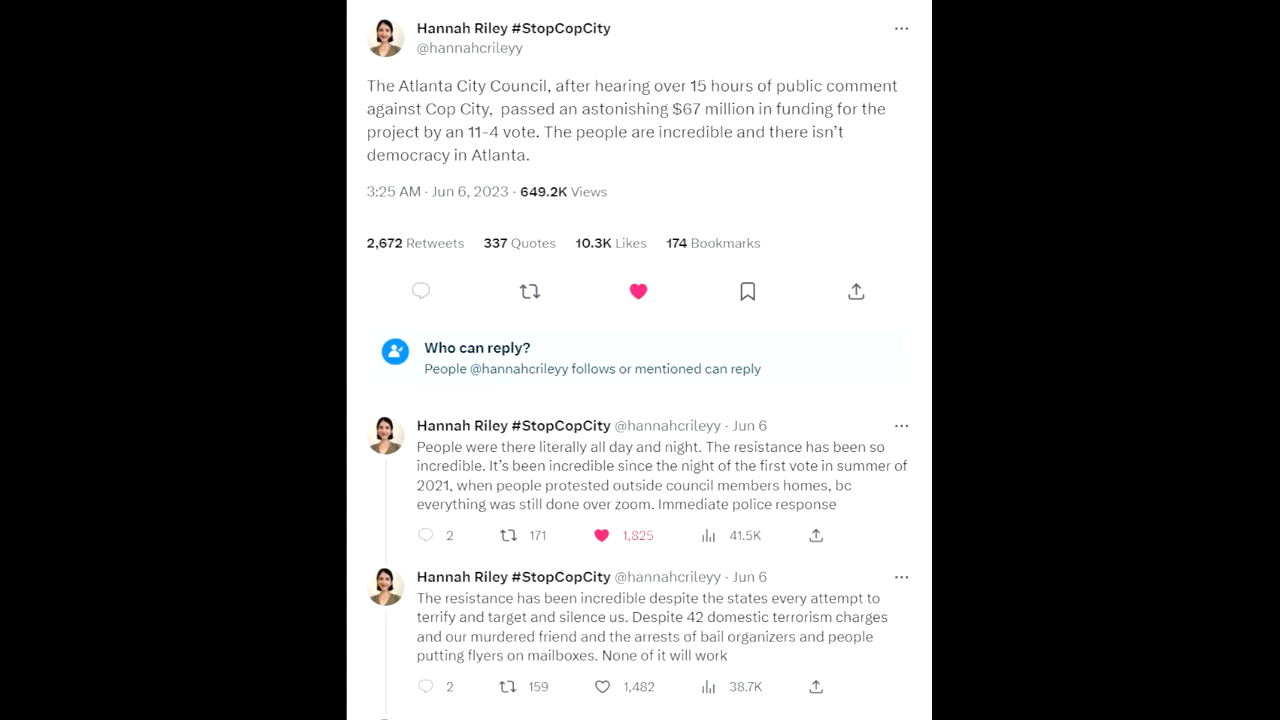 Hannah Riley #StopCopCity
@hannahcrileyy
The Atlanta City Council, after hearing over 15 hours of public comment
against Cop City,  passed an astonishing $67 million in funding for the
project by an 11-4 vote. The people are incredible and there isn’t
democracy in Atlanta.
3:25 AM · Jun 6, 2023 · 649.2K Views
2,672 Retweets 337 Quotes 10.3K Likes 174 Bookmarks
Who can reply?
People @hannahcrileyy follows or mentioned can reply
Hannah Riley #StopCopCity @hannahcrileyy · Jun 6
People were there literally all day and night. The resistance has been so
incredible. It’s been incredible since the night of the first vote in summer of
2021, when people protested outside council members homes, bc
everything was still done over zoom. Immediate police response
2 171 1,825 41.5K
Hannah Riley #StopCopCity @hannahcrileyy · Jun 6
The resistance has been incredible despite the states every attempt to
terrify and target and silence us. Despite 42 domestic terrorism charges
and our murdered friend and the arrests of bail organizers and people
putting flyers on mailboxes. None of it will work
2 159 1,482 38.7K